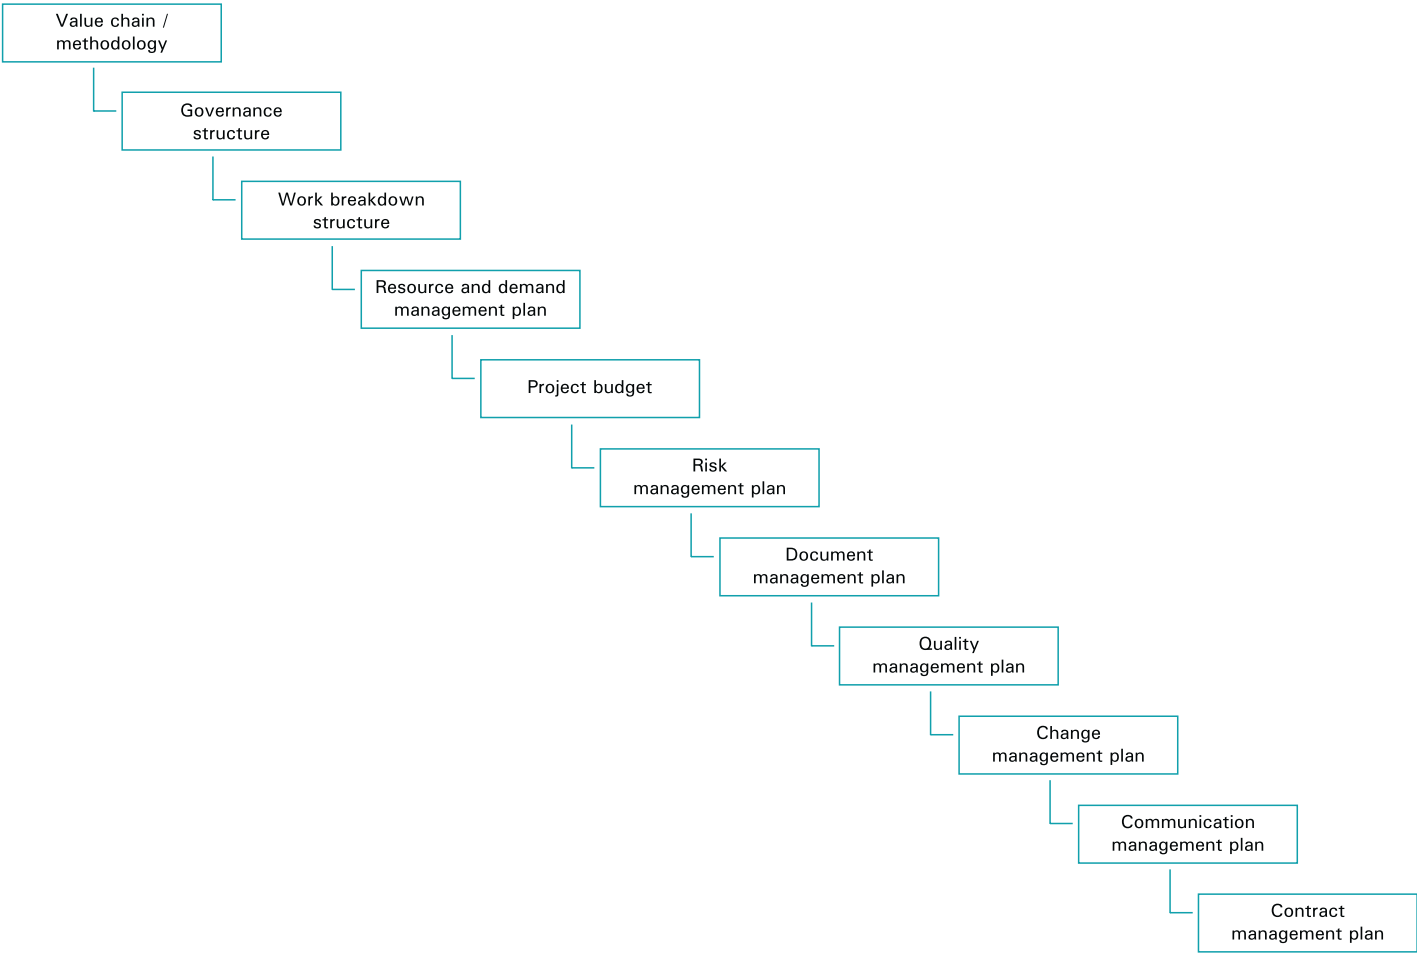 Value chain /
methodology
Governance
structure
Work breakdown
structure
Resource and demand
management plan
Project budget
Risk
management plan
Document
management plan
Quality
management plan
Change
management plan
Communication
management plan
Contract
management plan